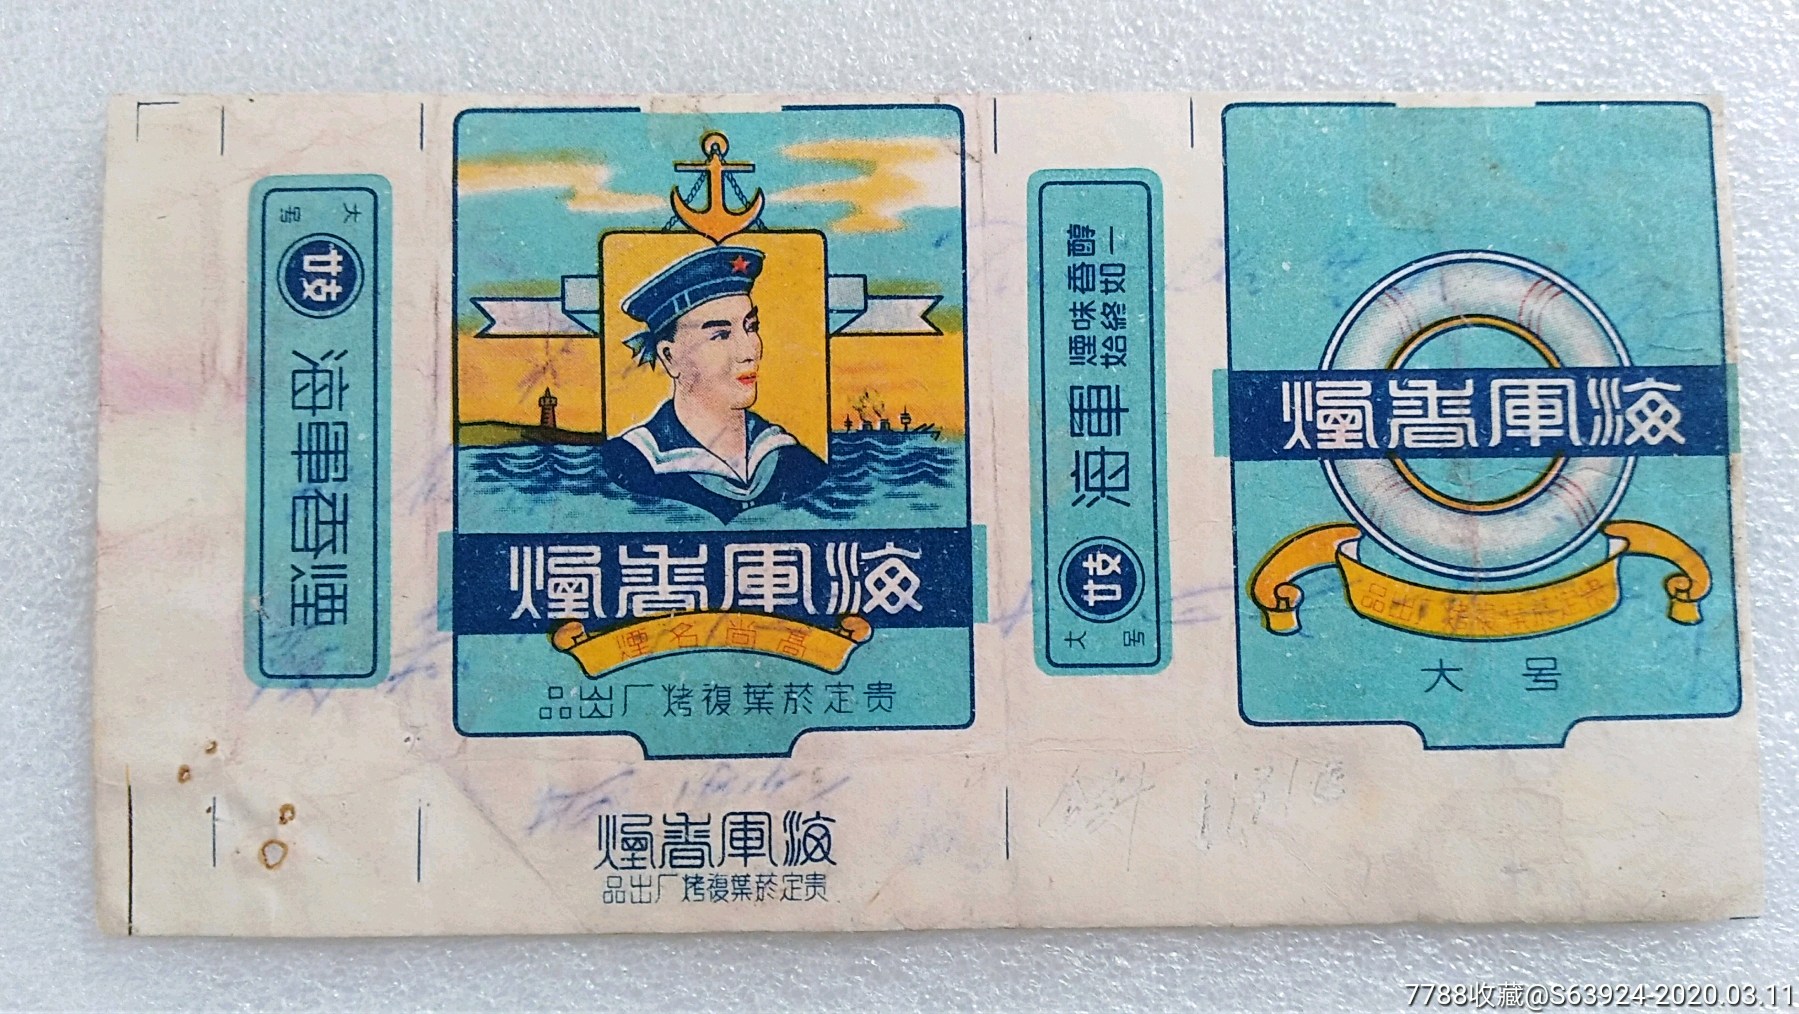 大号
廿支
海軍香煙
海軍香煙
高尚名煙
贵定菸葉複烤厂出品
海軍香煙
贵定菸葉複烤厂出品
大号
廿支
海軍
煙味香醇
始終如一
海軍香煙
贵定菸葉複烤厂出品
大号
7788收藏@S63924-2020.03.11